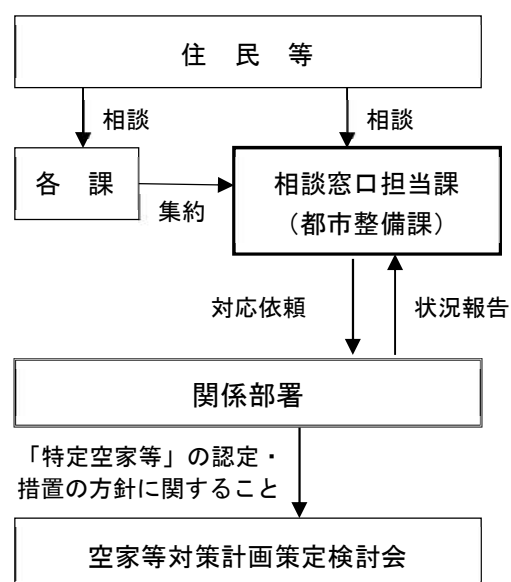 住　民　等
相談
相談
各　課
集約
相談窓口担当課
（都市整備課）
対応依頼
状況報告
関係部署
「特定空家等」の認定・
措置の方針に関すること
空家等対策計画策定検討会